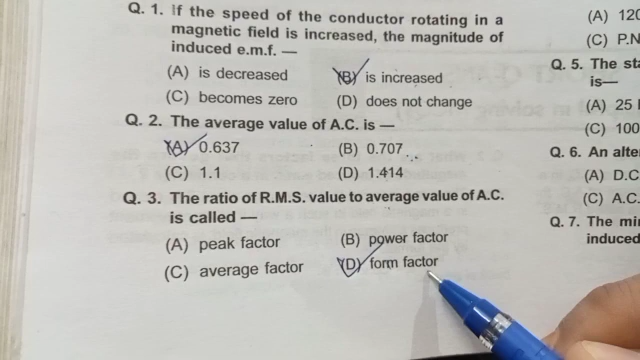 Q. 1. If the speed of the conductor rotating in a
magnetic field is increased, the magnitude of
induced e.m.f. —
(A) is decreased (B) is increased
(C) becomes zero (D) does not change
Q. 2. The average value of A.C. is —
(A) 0.637 (B) 0.707
(C) 1.1 (D) 1.414
Q. 3. The ratio of R.M.S. value to average value of A.C.
is called —
(A) peak factor (B) power factor
(C) average factor (D) form factor
(A) 120
(C) P.N
Q. 5. The sta
is—
(A) 25
(C) 100
Q. 6. An alte
(A) D.C
(C) A.C.
Q. 7. The mi
induced